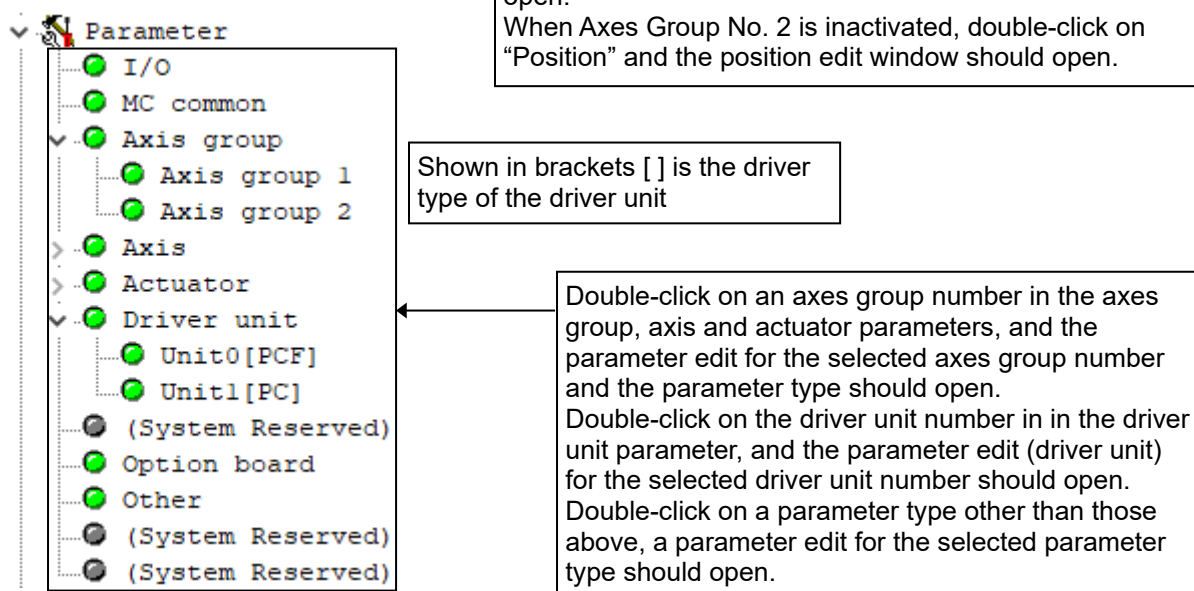 open.
When Axes Group No. 2 is inactivated, double-click on
“Position” and the position edit window should open.
Parameter
I/O
MC common
Axis group
Axis group 1
Axis group 2
Axis
Actuator
Driver unit
Unit0[PCF]
Unit1[PC]
(System Reserved)
Option board
Other
(System Reserved)
(System Reserved)
Shown in brackets [ ] is the driver
type of the driver unit
Double-click on an axes group number in the axes
group, axis and actuator parameters, and the
parameter edit for the selected axes group number
and the parameter type should open.
Double-click on the driver unit number in in the driver
unit parameter, and the parameter edit (driver unit)
for the selected driver unit number should open.
Double-click on a parameter type other than those
above, a parameter edit for the selected parameter
type should open.